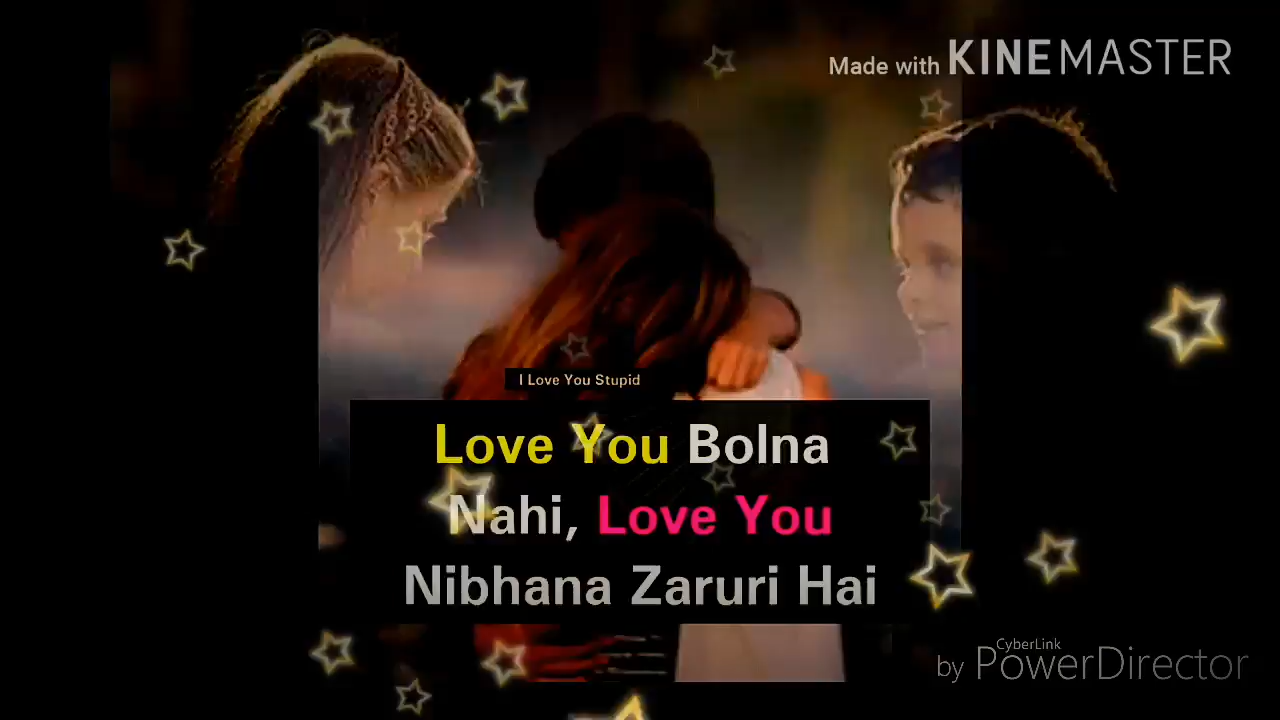 Made with KINEMASTER
I Love You Stupid
Love You Bolna
Nahi, Love You
Nibhana Zaruri Hai
CyberLink
by PowerDirector